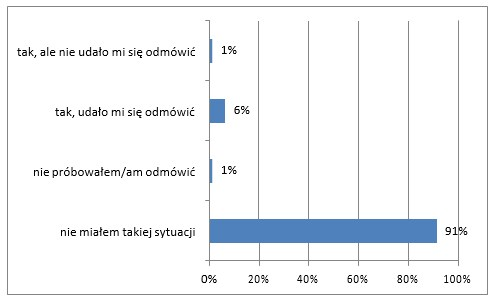 tak, ale nie udało mi się odmówić 1%
tak, udało mi się odmówić 6%
nie próbowałem/am odmówić 1%
nie miałem takiej sytuacji 91%
0% 20% 40% 60% 80% 100%